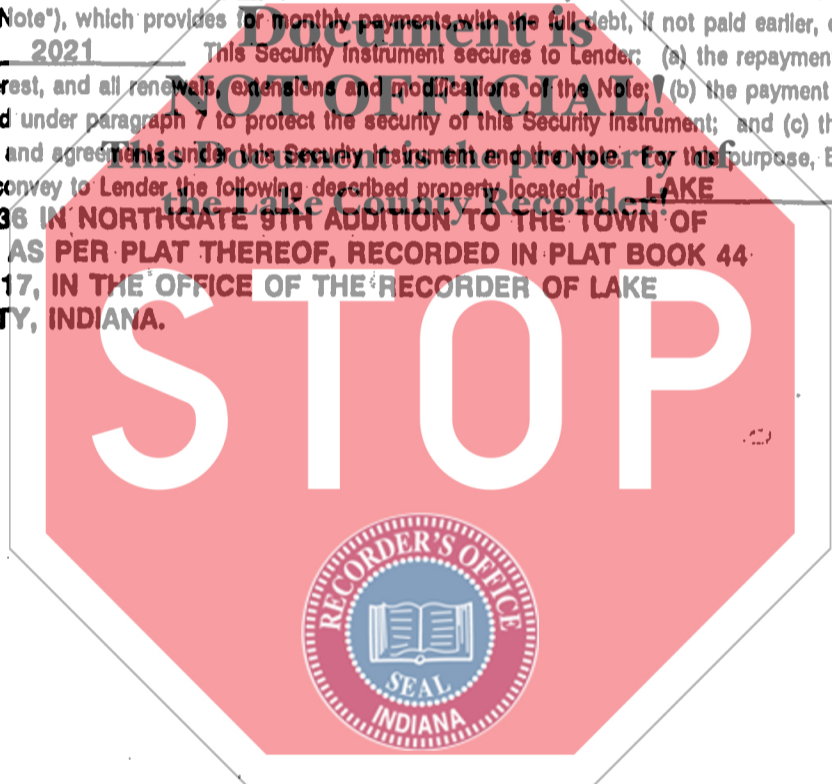 Note"), which provides for monthly payments, with the full debt, if not paid earlier,
Document is
2021 This Security Instrument secures to Lender: (a) the repaymen
rest, and all renewals, extensions and modifications of the Note; (b) the payment
NOT OFFICIAL!
d under paragraph 7 to protect the security of this Security Instrument; and (c) th
This Document is the property of
and agreements under this Security Instrument and the Note. For this purpose, B
convey to Lender the following described property located in LAKE
the Lake County Recorder!
36 IN NORTHGATE 9TH ADDITION TO THE TOWN OF
AS PER PLAT THEREOF, RECORDED IN PLAT BOOK 44
17, IN THE OFFICE OF THE RECORDER OF LAKE
TY, INDIANA.
STOP
RECORDER'S OFFICE
SEAL
INDIANA